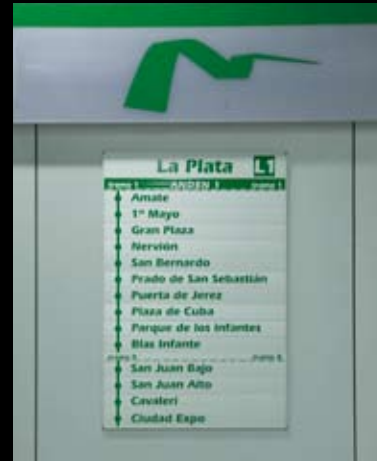 La Plata L1
ANDEN 1
Amate
1º Mayo
Gran Plaza
Nervión
San Bernardo
Prado de San Sebastián
Puerta de Jerez
Plaza de Cuba
Parque de los Infantes
Blas Infante
San Juan Bajo
San Juan Alto
Cavaleri
Ciudad Expo